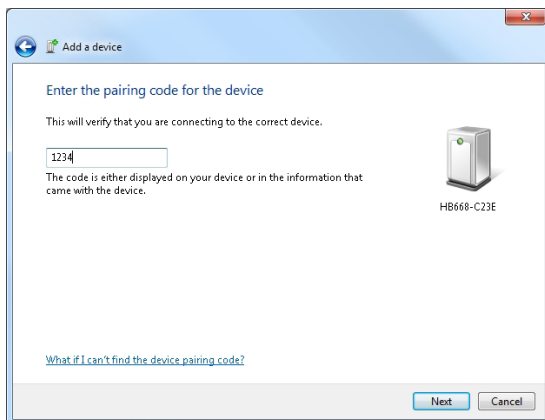 Add a device
Enter the pairing code for the device
This will verify that you are connecting to the correct device.
1234
The code is either displayed on your device or in the information that
came with the device.
HB668-C23E
What if I can't find the device pairing code?
Next Cancel